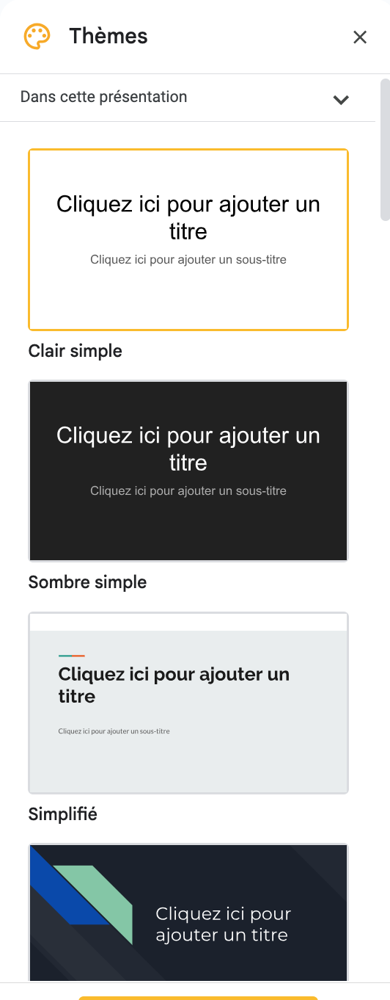 Thèmes
Dans cette présentation
Cliquez ici pour ajouter un
titre
Cliquez ici pour ajouter un sous-titre
Clair simple
Cliquez ici pour ajouter un
titre
Cliquez ici pour ajouter un sous-titre
Sombre simple
Cliquez ici pour ajouter un
titre
Cliquez ici pour ajouter un sous-titre
Simplifié
Cliquez ici pour
ajouter un titre